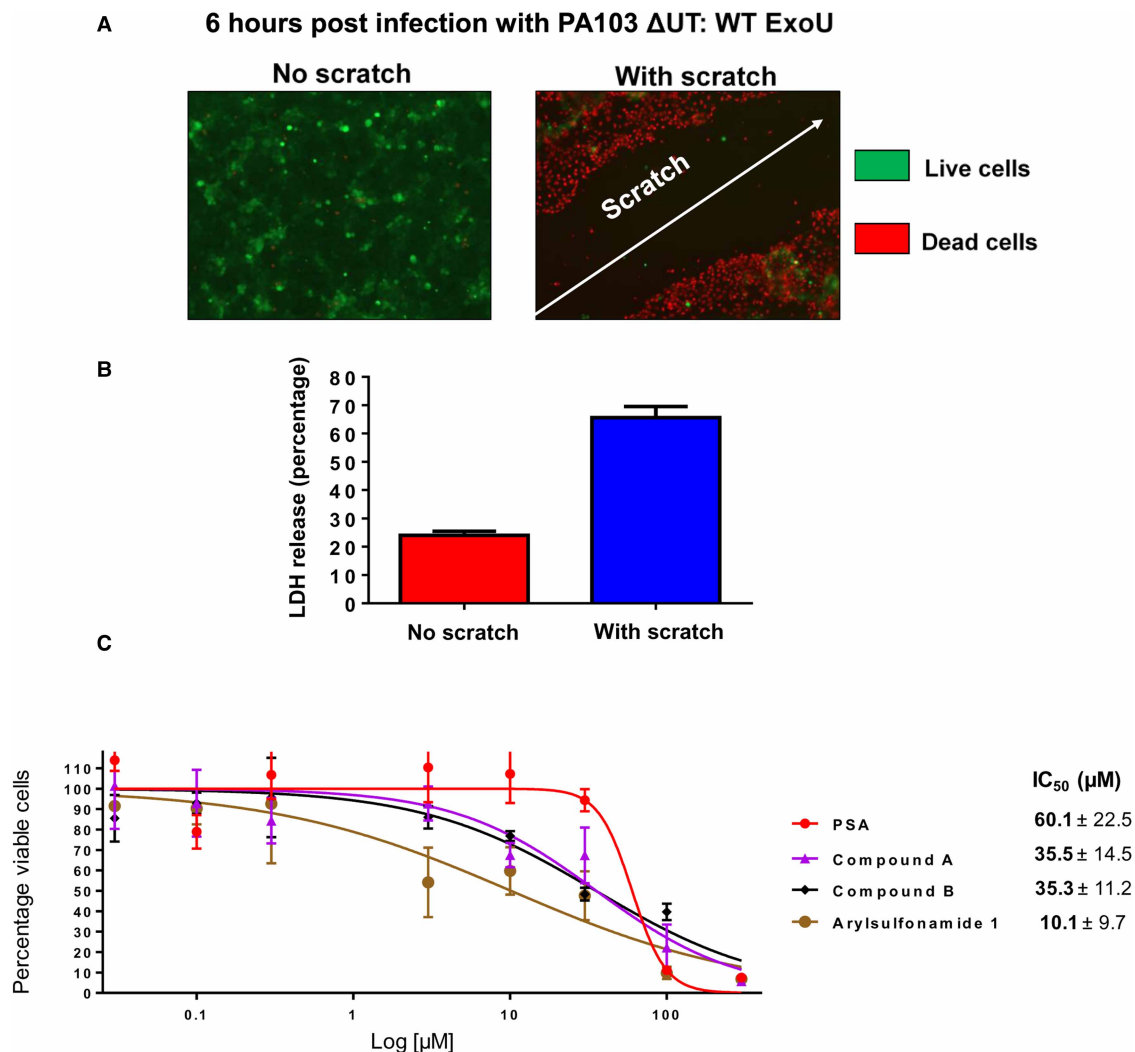 A
6 hours post infection with PA103 ΔUT: WT ExoU
No scratch
With scratch
Scratch
Live cells
Dead cells
B
LDH release (percentage)
80
70
60
50
40
30
20
10
0
No scratch
With scratch
C
Percentage viable cells
110
100
90
80
70
60
50
40
30
20
10
0
0.1
1
10
100
Log [µM]
IC50 (µM)
PSA
60.1 ± 22.5
Compound A
35.5 ± 14.5
Compound B
35.3 ± 11.2
Arylsulfonamide 1
10.1 ± 9.7